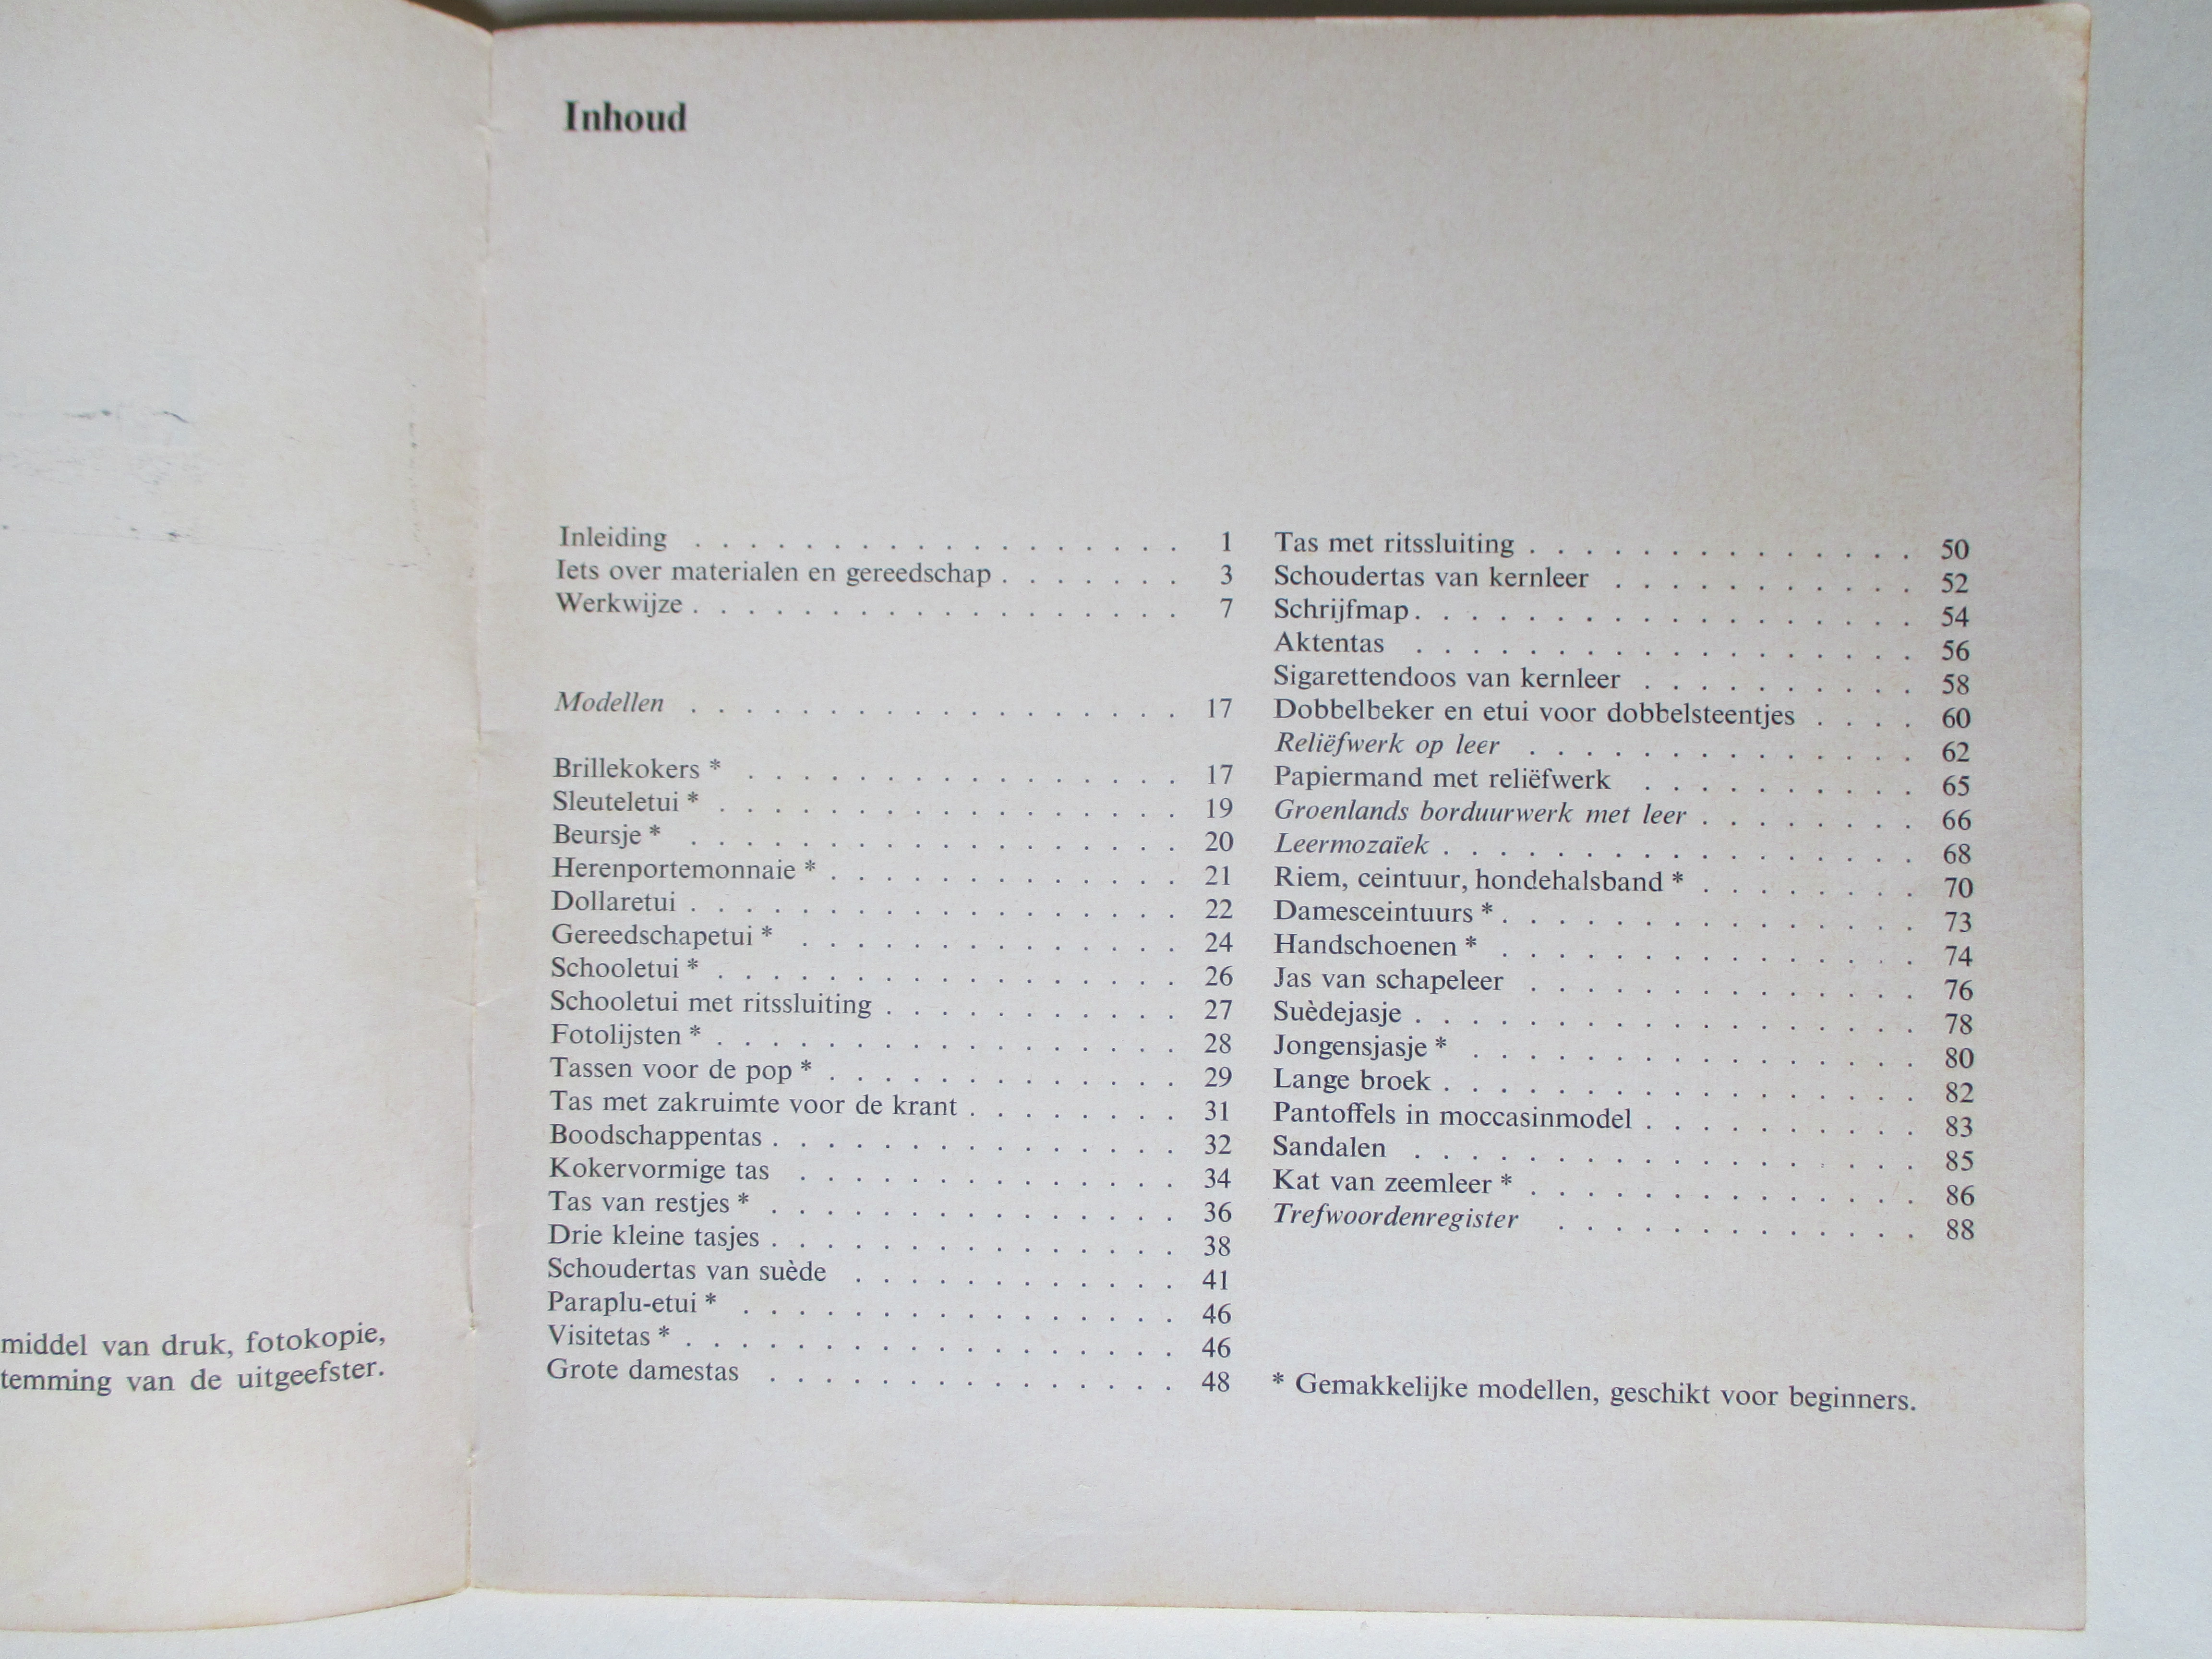 middel van druk, fotokopie,
temming van de uitgeefster.
Inhoud
Inleiding . . . . . . . . . . . . . . . . . . 1
Iets over materialen en gereedschap . . . . . . . 3
Werkwijze . . . . . . . . . . . . . . . . . . 7
Modellen . . . . . . . . . . . . . . . . . . 17
Brillekokers * . . . . . . . . . . . . . . . . 17
Sleuteletui * . . . . . . . . . . . . . . . . . 19
Beursje * . . . . . . . . . . . . . . . . . . 20
Herenportemonnaie * . . . . . . . . . . . . . 21
Dollaretui . . . . . . . . . . . . . . . . . . 22
Gereedschapetui * . . . . . . . . . . . . . . 24
Schooletui * . . . . . . . . . . . . . . . . . 26
Schooletui met ritssluiting . . . . . . . . . . . 27
Fotolijsten * . . . . . . . . . . . . . . . . . 28
Tassen voor de pop * . . . . . . . . . . . . . 29
Tas met zakruimte voor de krant . . . . . . . . 31
Boodschappentas . . . . . . . . . . . . . . . 32
Kokervormige tas . . . . . . . . . . . . . . 34
Tas van restjes * . . . . . . . . . . . . . . . 36
Drie kleine tasjes . . . . . . . . . . . . . . . 38
Schoudertas van suède . . . . . . . . . . . . 41
Paraplu-etui * . . . . . . . . . . . . . . . . 46
Visitetas * . . . . . . . . . . . . . . . . . . 46
Grote damestas . . . . . . . . . . . . . . . 48
Tas met ritssluiting . . . . . . . . . . . . . . 50
Schoudertas van kernleer . . . . . . . . . . . 52
Schrijfmap . . . . . . . . . . . . . . . . . . 54
Aktentas . . . . . . . . . . . . . . . . . . 56
Sigarettendoos van kernleer . . . . . . . . . . 58
Dobbelbeker en etui voor dobbelsteentjes . . . . 60
Reliëfwerk op leer . . . . . . . . . . . . . . 62
Papiermand met reliëfwerk . . . . . . . . . . 65
Groenlands borduurwerk met leer . . . . . . . . 66
Leermozaïek . . . . . . . . . . . . . . . . . 68
Riem, ceintuur, hondehalsband * . . . . . . . . 70
Damesceintuurs * . . . . . . . . . . . . . . . 73
Handschoenen * . . . . . . . . . . . . . . . 74
Jas van schapeleer . . . . . . . . . . . . . . 76
Suèdejasje . . . . . . . . . . . . . . . . . . 78
Jongensjasje * . . . . . . . . . . . . . . . . 80
Lange broek . . . . . . . . . . . . . . . . . 82
Pantoffels in moccasinmodel . . . . . . . . . . 83
Sandalen . . . . . . . . . . . . . . . . . . 85
Kat van zeemleer * . . . . . . . . . . . . . . 86
Trefwoordenregister . . . . . . . . . . . . . 88
* Gemakkelijke modellen, geschikt voor beginners.